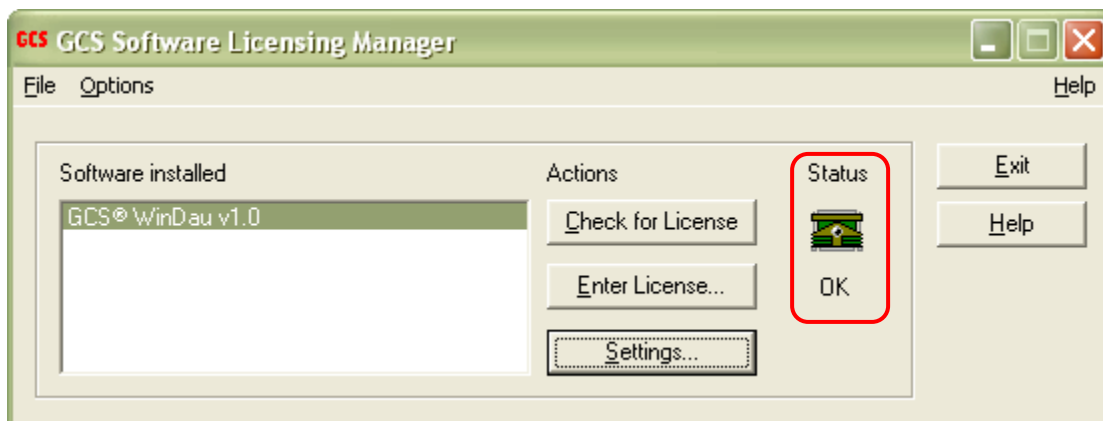 GCS GCS Software Licensing Manager
File Options Help
Software installed
GCS® WinDau v1.0
Actions
Check for License
Enter License...
Settings...
Status
OK
Exit
Help